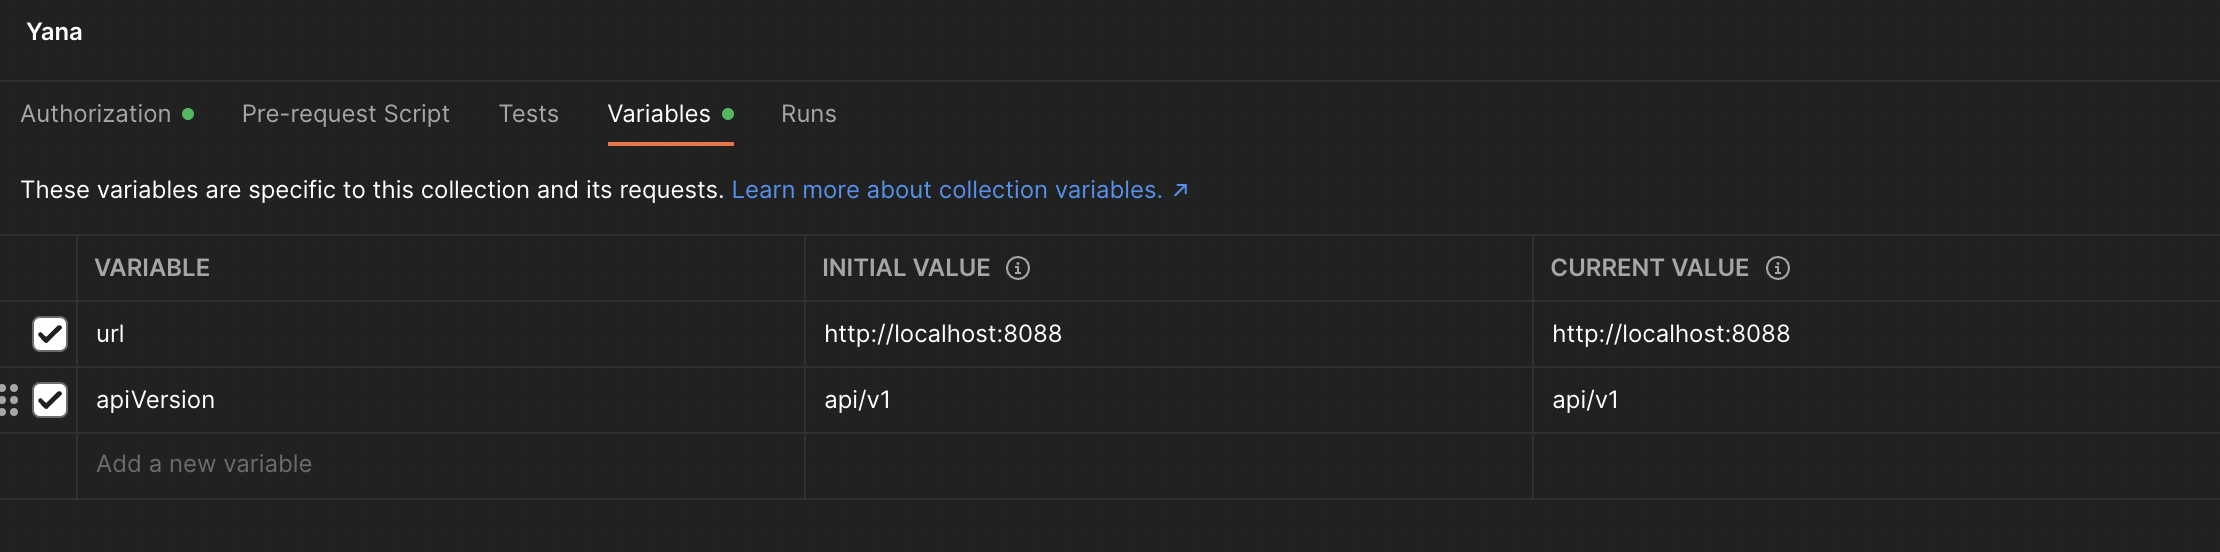 Yana
Authorization Pre-request Script Tests Variables Runs
These variables are specific to this collection and its requests. Learn more about collection variables. ↗
VARIABLE INITIAL VALUE CURRENT VALUE
url http://localhost:8088 http://localhost:8088
apiVersion api/v1 api/v1
Add a new variable